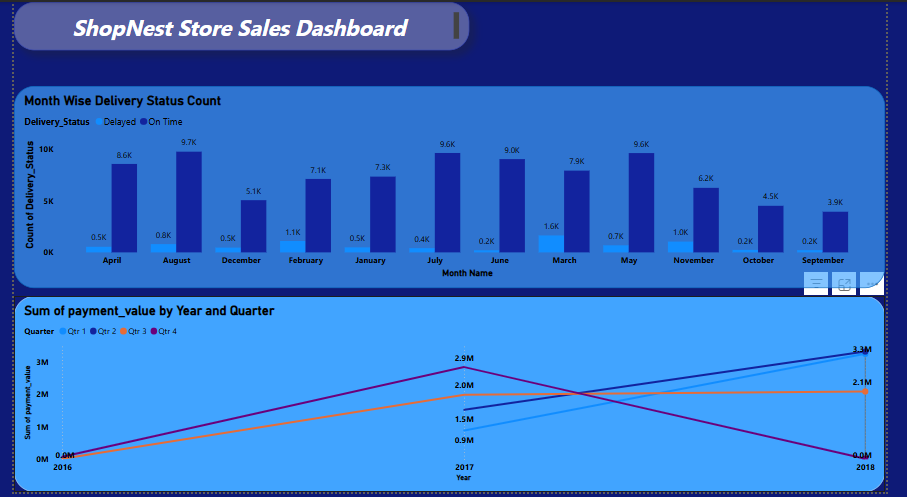 ShopNest Store Sales Dashboard
Month Wise Delivery Status Count
Delivery_Status Delayed On Time
Count of Delivery_Status
10K
5K
0K
0.5K 8.6K
0.8K 9.7K
0.5K 5.1K
1.1K 7.1K
0.5K 7.3K
0.4K 9.6K
0.2K 9.0K
1.6K 7.9K
0.7K 9.6K
1.0K 6.2K
0.2K 4.5K
0.2K 3.9K
April August December February January July June March May November October September
Month Name
Sum of payment_value by Year and Quarter
Quarter Qtr 1 Qtr 2 Qtr 3 Qtr 4
Sum of payment_value
3M
2M
1M
0M
0.0M
2.9M
2.0M
1.5M
0.9M
3.3M
2.1M
0.0M
2016 2017 2018
Year